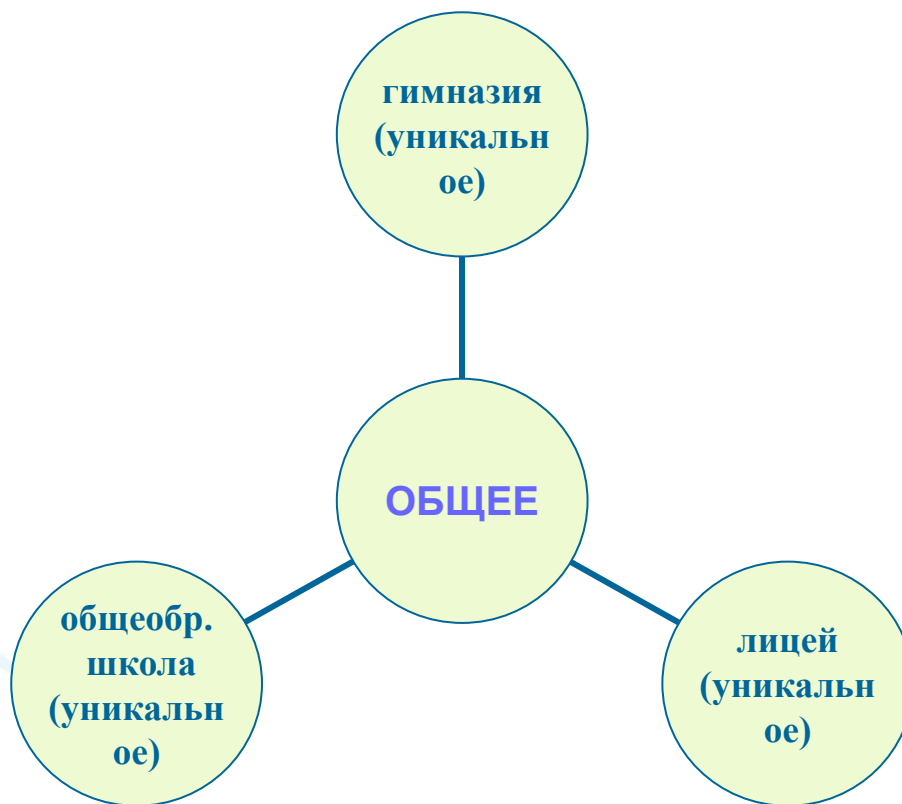 гимназия
(уникальн
ое)
ОБЩЕЕ
общеобр.
школа
(уникальн
ое)
лицей
(уникальн
ое)